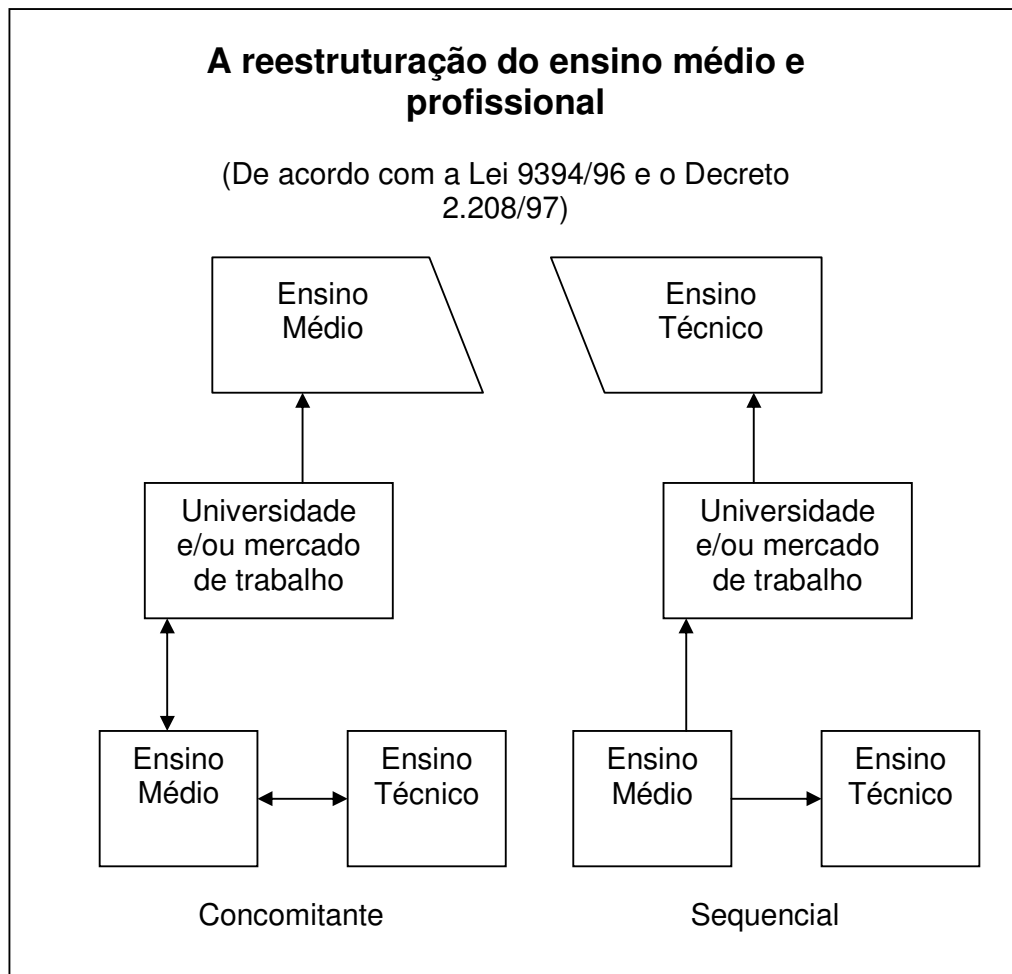 A reestruturação do ensino médio e
profissional
(De acordo com a Lei 9394/96 e o Decreto
2.208/97)
Ensino
Médio
Ensino
Técnico
Universidade
e/ou mercado
de trabalho
Universidade
e/ou mercado
de trabalho
Ensino
Médio
Ensino
Técnico
Ensino
Médio
Ensino
Técnico
Concomitante
Sequencial